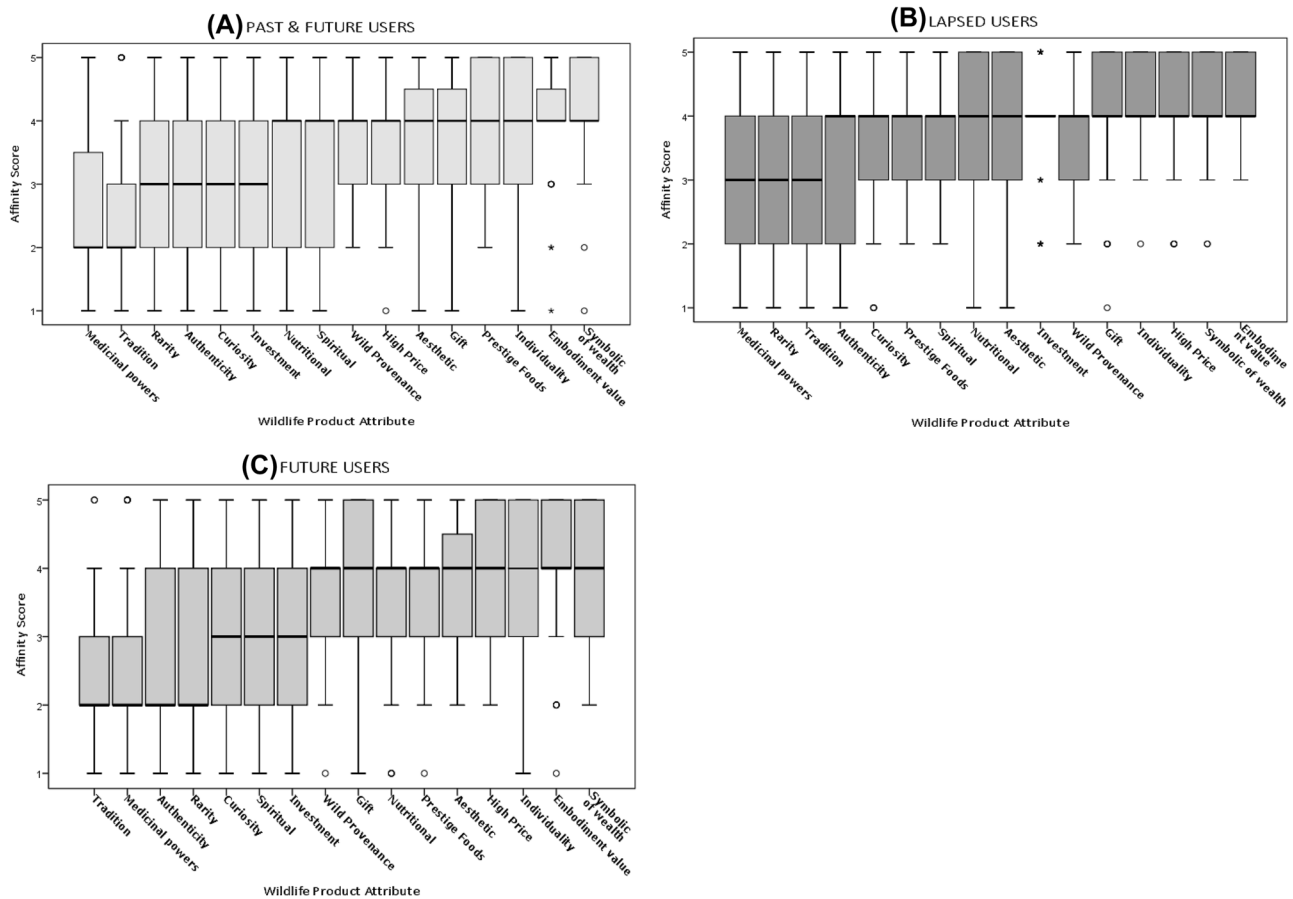 (A) PAST & FUTURE USERS
Affinity Score
5
4
3
2
1
Medicinal powers
Tradition
Rarity
Authenticity
Curiosity
Investment
Nutritional
Spiritual
Wild Provenance
High Price
Aesthetic
Gift
Prestige Foods
Individuality
Embodiment value
Symbolic
of wealth
Wildlife Product Attribute
(B) LAPSED USERS
Affinity Score
5
4
3
2
1
Medicinal powers
Rarity
Tradition
Authenticity
Curiosity
Prestige Foods
Spiritual
Nutritional
Aesthetic
Investment
Wild Provenance
Gift
Individuality
High Price
Symbolic of wealth
Embodime
nt value
Wildlife Product Attribute
(C) FUTURE USERS
Affinity Score
5
4
3
2
1
Tradition
Medicinal powers
Authenticity
Rarity
Curiosity
Spiritual
Investment
Wild Provenance
Gift
Nutritional
Prestige Foods
Aesthetic
High Price
Individuality
Embodiment value
Symbolic
of wealth
Wildlife Product Attribute